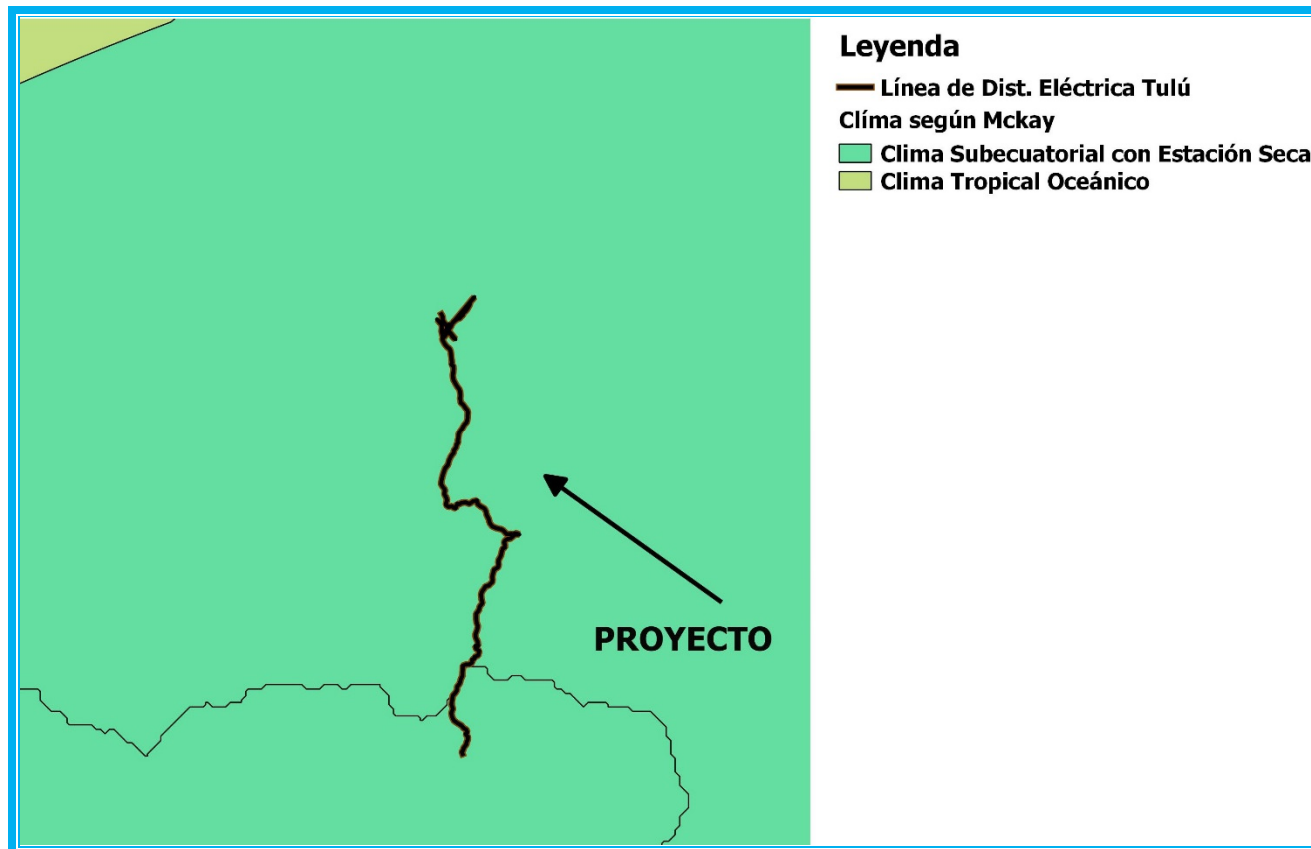 Leyenda
Línea de Dist. Eléctrica Tulú
Clíma según Mckay
Clima Subecuatorial con Estación Seca
Clima Tropical Oceánico
PROYECTO